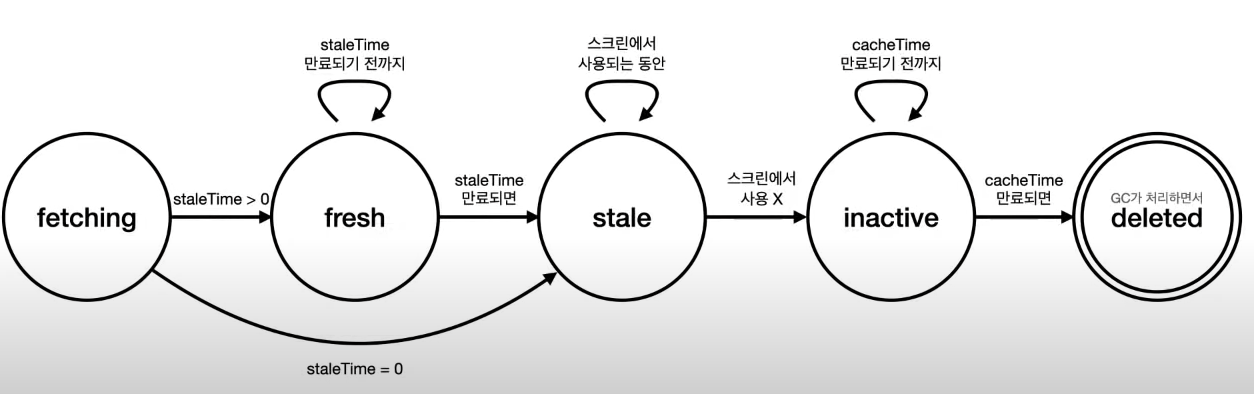 staleTime
만료되기 전까지
스크린에서
사용되는 동안
cacheTime
만료되기 전까지
fetching
staleTime > 0
fresh
staleTime
만료되면
stale
스크린에서
사용 X
inactive
cacheTime
만료되면
GC가 처리하면서
deleted
staleTime = 0